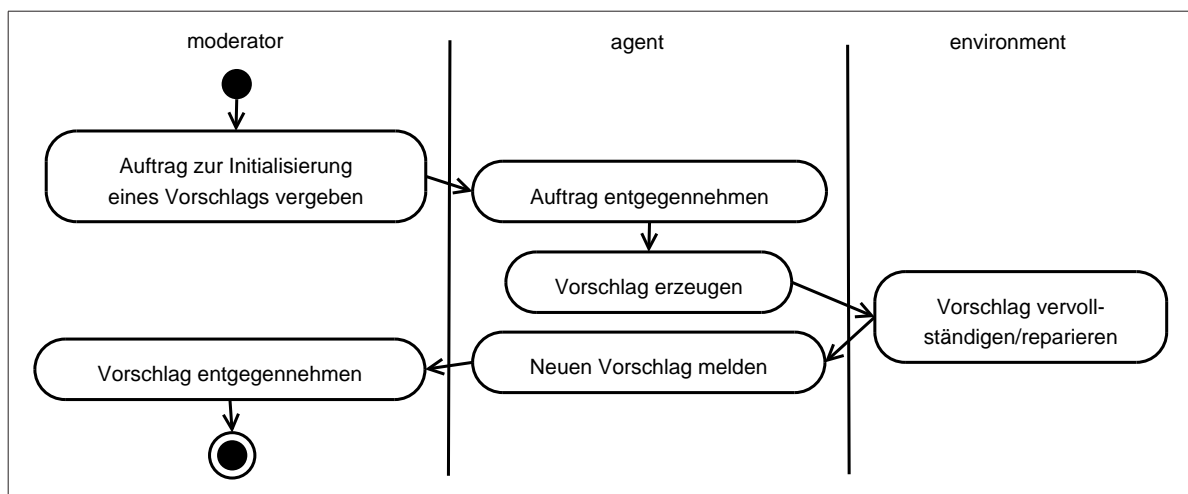 moderator
agent
environment
Auftrag zur Initialisierung
eines Vorschlags vergeben
Auftrag entgegennehmen
Vorschlag erzeugen
Vorschlag vervoll-
ständigen/reparieren
Neuen Vorschlag melden
Vorschlag entgegennehmen